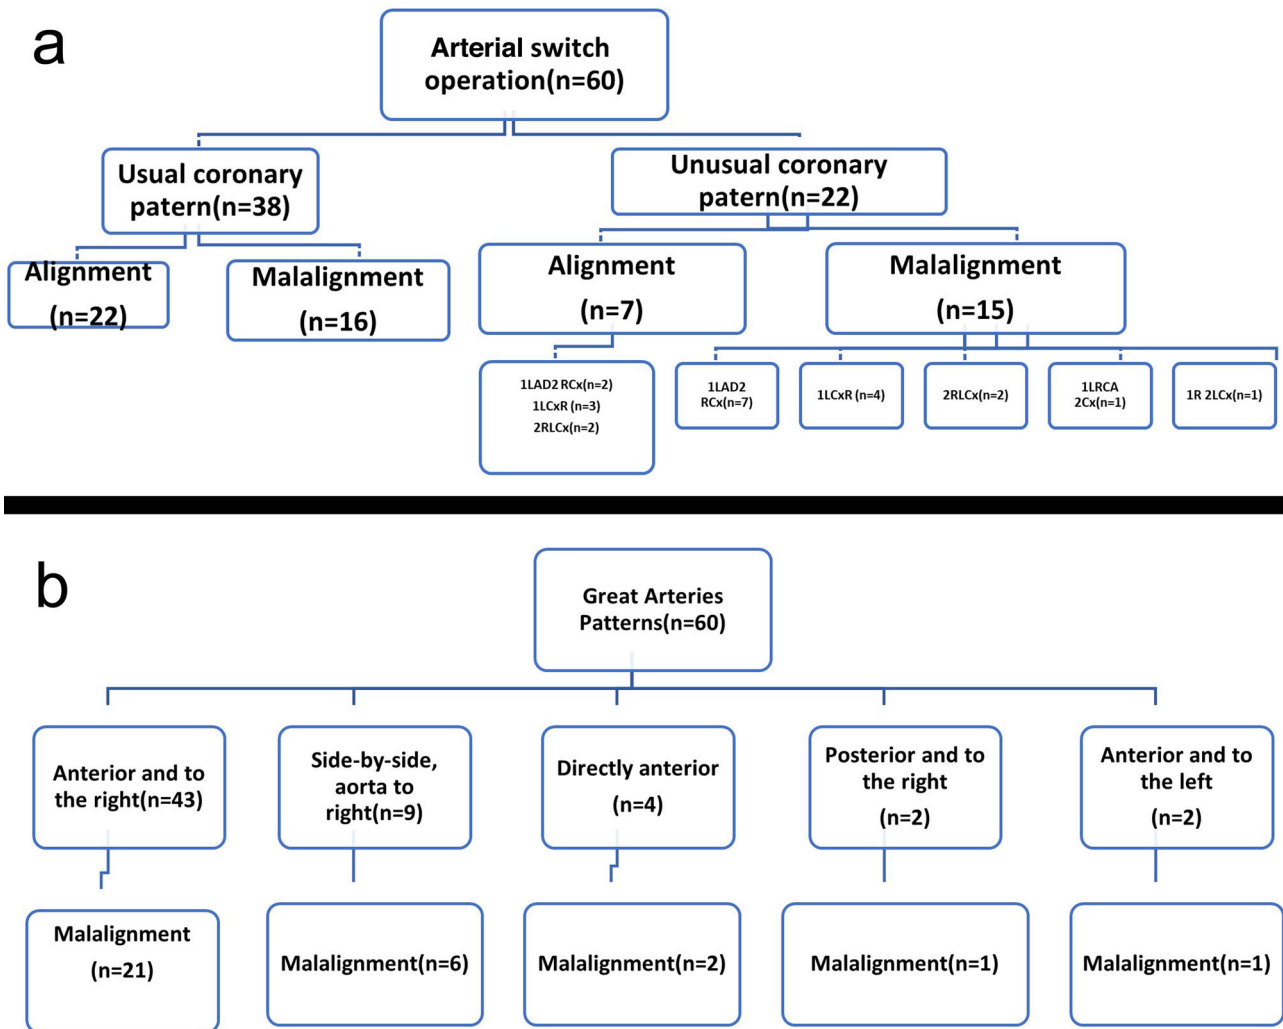 a
Arterial switch
operation(n=60)
Usual coronary
patern(n=38)
Unusual coronary
patern(n=22)
Alignment
(n=22)
Malalignment
(n=16)
Alignment
(n=7)
Malalignment
(n=15)
1LAD2 RCx(n=2)
1LCxR (n=3)
2RLCx(n=2)
1LAD2
RCx(n=7)
1LCxR (n=4)
2RLCx(n=2)
1LRCA
2Cx(n=1)
1R 2LCx(n=1)
b
Great Arteries
Patterns(n=60)
Anterior and to
the right(n=43)
Side-by-side,
aorta to
right(n=9)
Directly anterior
(n=4)
Posterior and to
the right
(n=2)
Anterior and to
the left
(n=2)
Malalignment
(n=21)
Malalignment(n=6)
Malalignment(n=2)
Malalignment(n=1)
Malalignment(n=1)